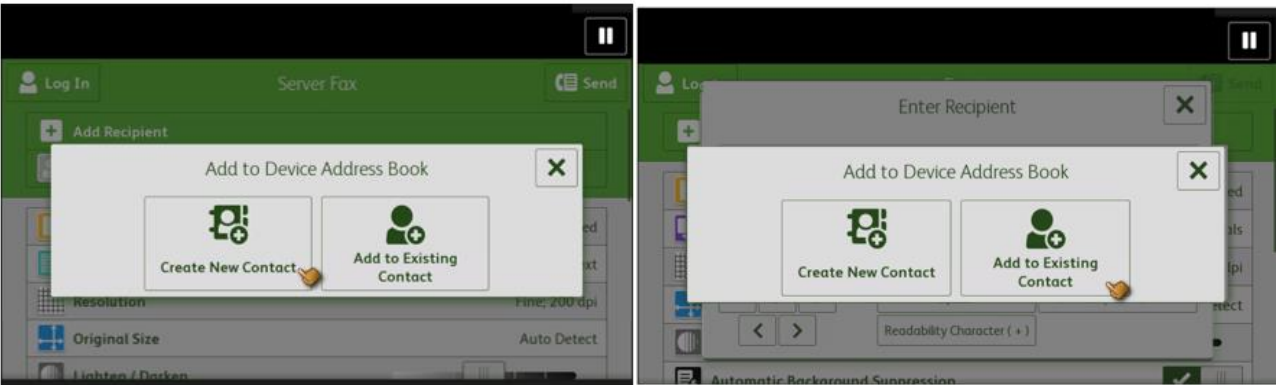 Log In
Server Fax
Send
Add Recipient
Add to Device Address Book
Create New Contact
Add to Existing
Contact
Resolution
Fine; 200 dpi
Original Size
Auto Detect
Lighten / Darken
Enter Recipient
Add to Device Address Book
Create New Contact
Add to Existing
Contact
Readability Character ( + )
Automatic Background Suppression